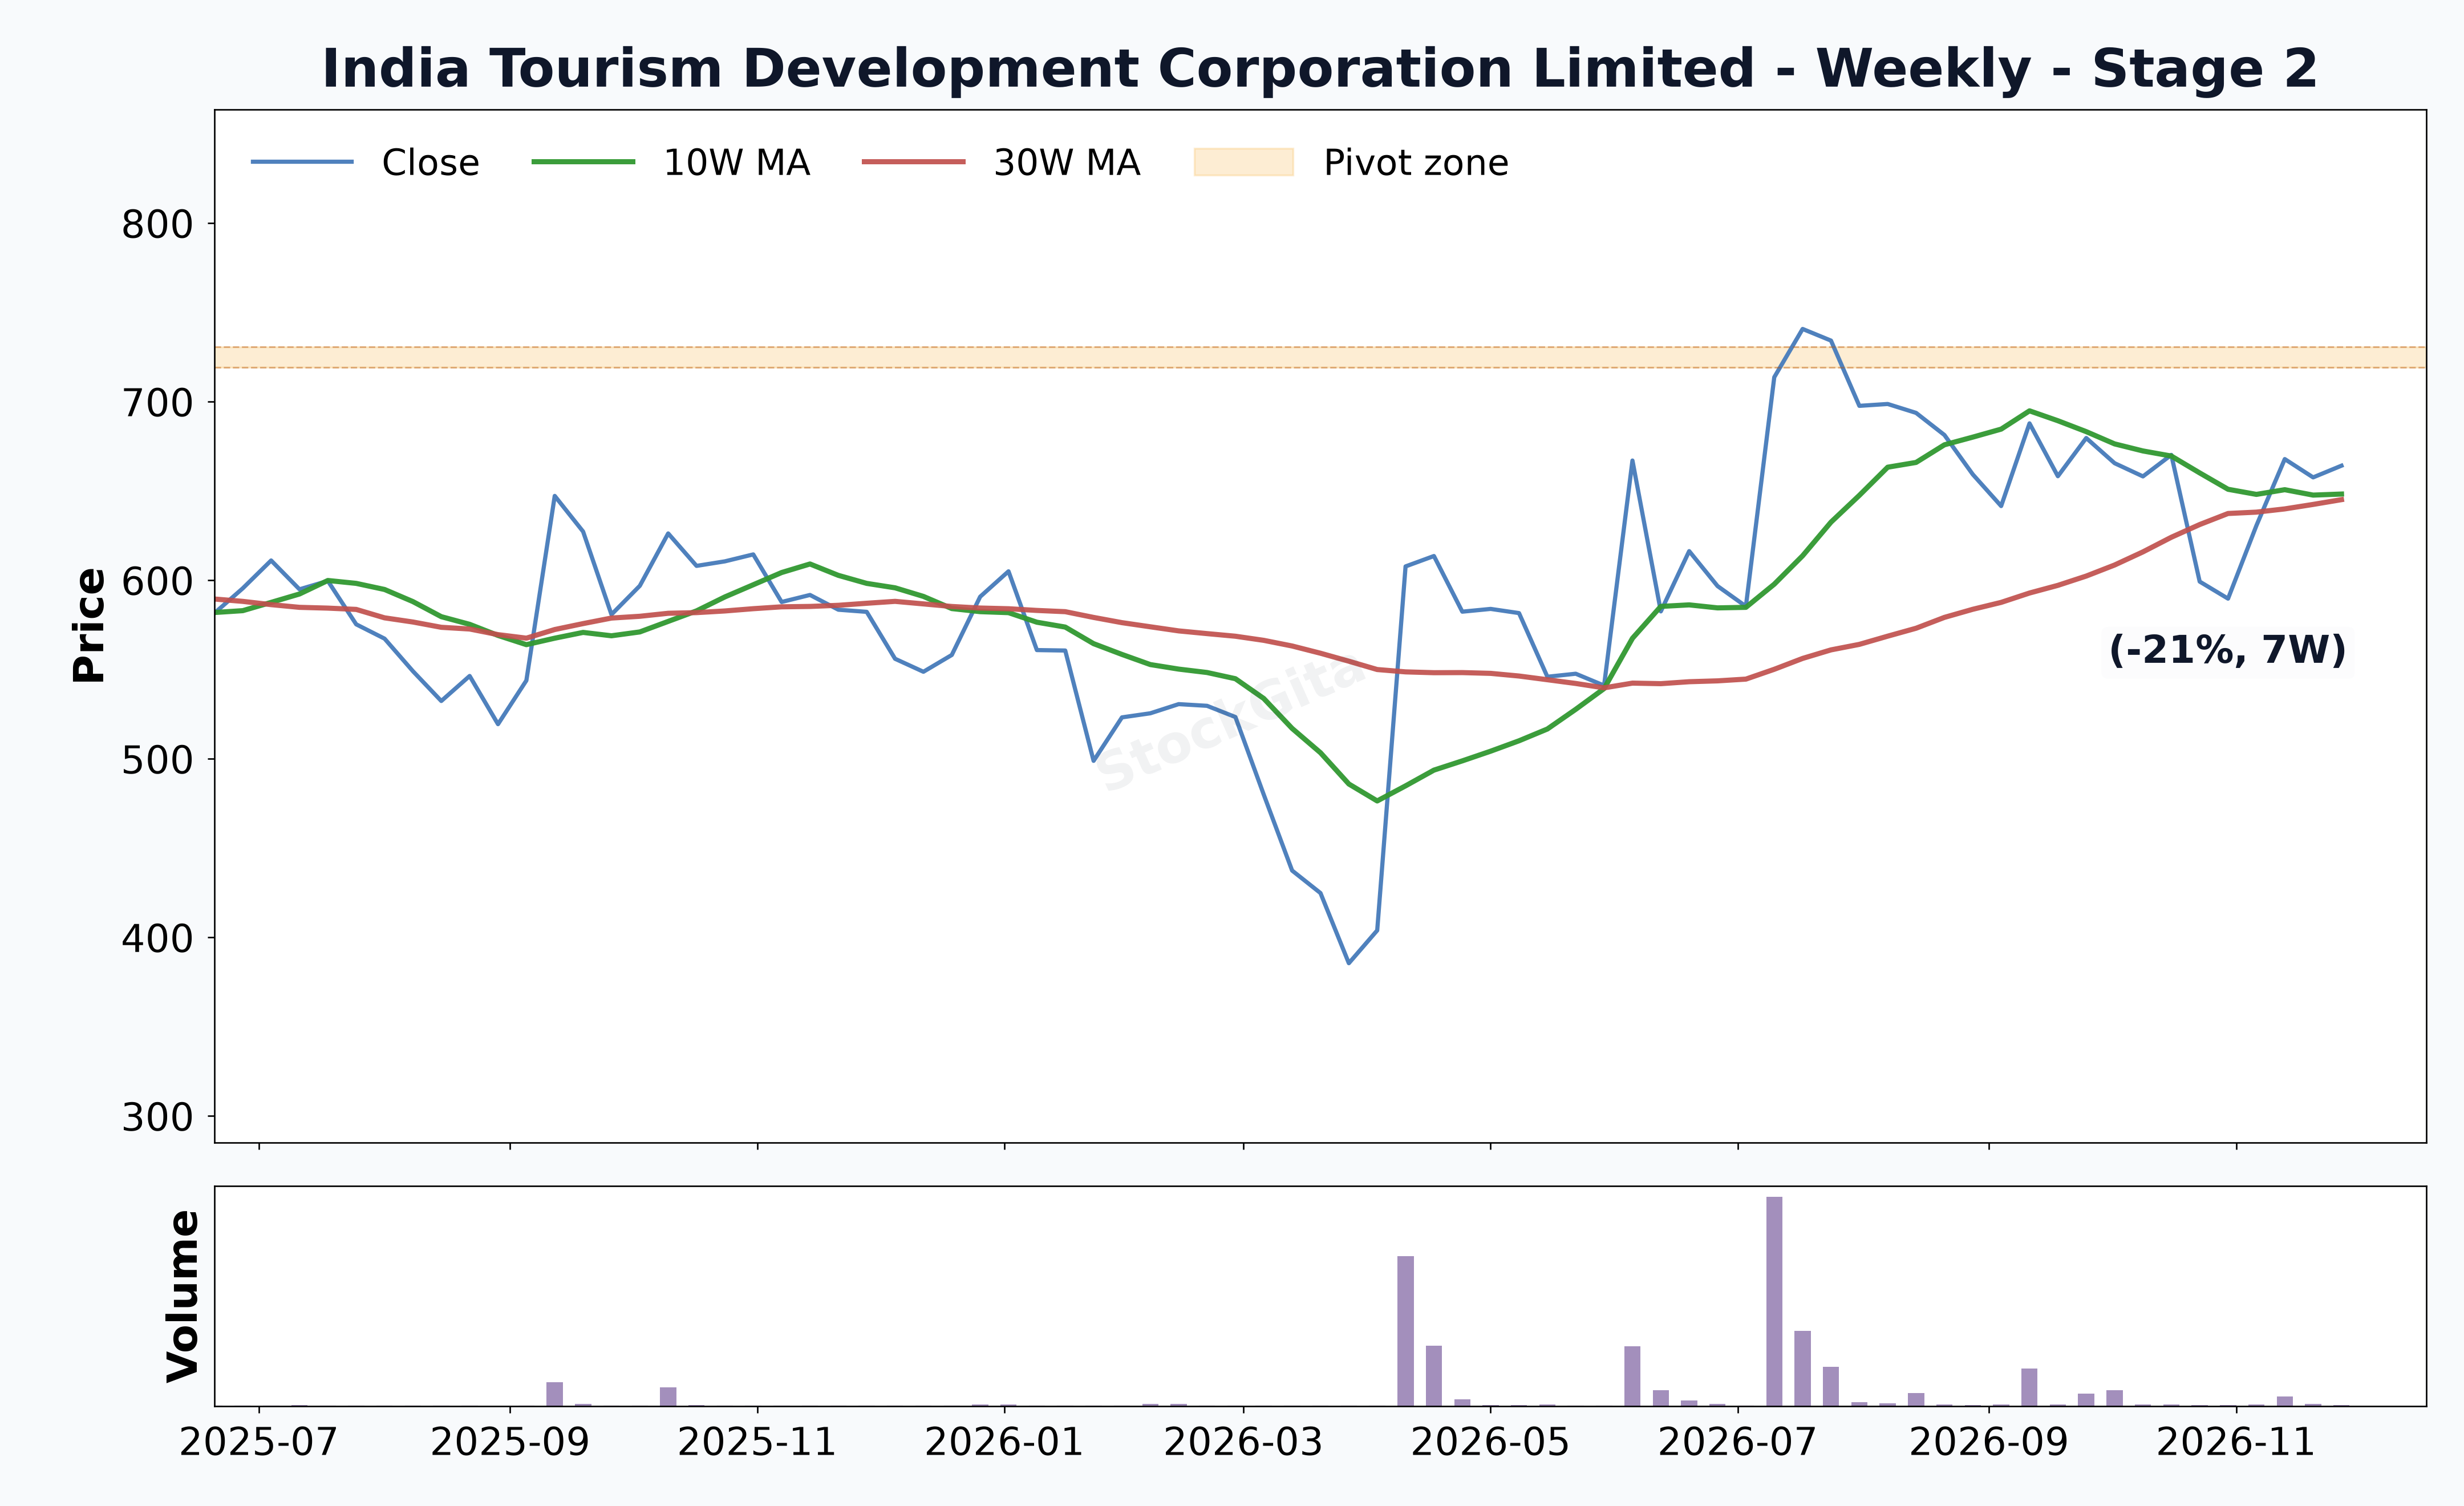 India Tourism Development Corporation Limited - Weekly - Stage 2
Close 10W MA 30W MA Pivot zone
800
700
600
500
400
300
Price
(-21%, 7W)
StockGita
Volume
2025-07 2025-09 2025-11 2026-01 2026-03 2026-05 2026-07 2026-09 2026-11